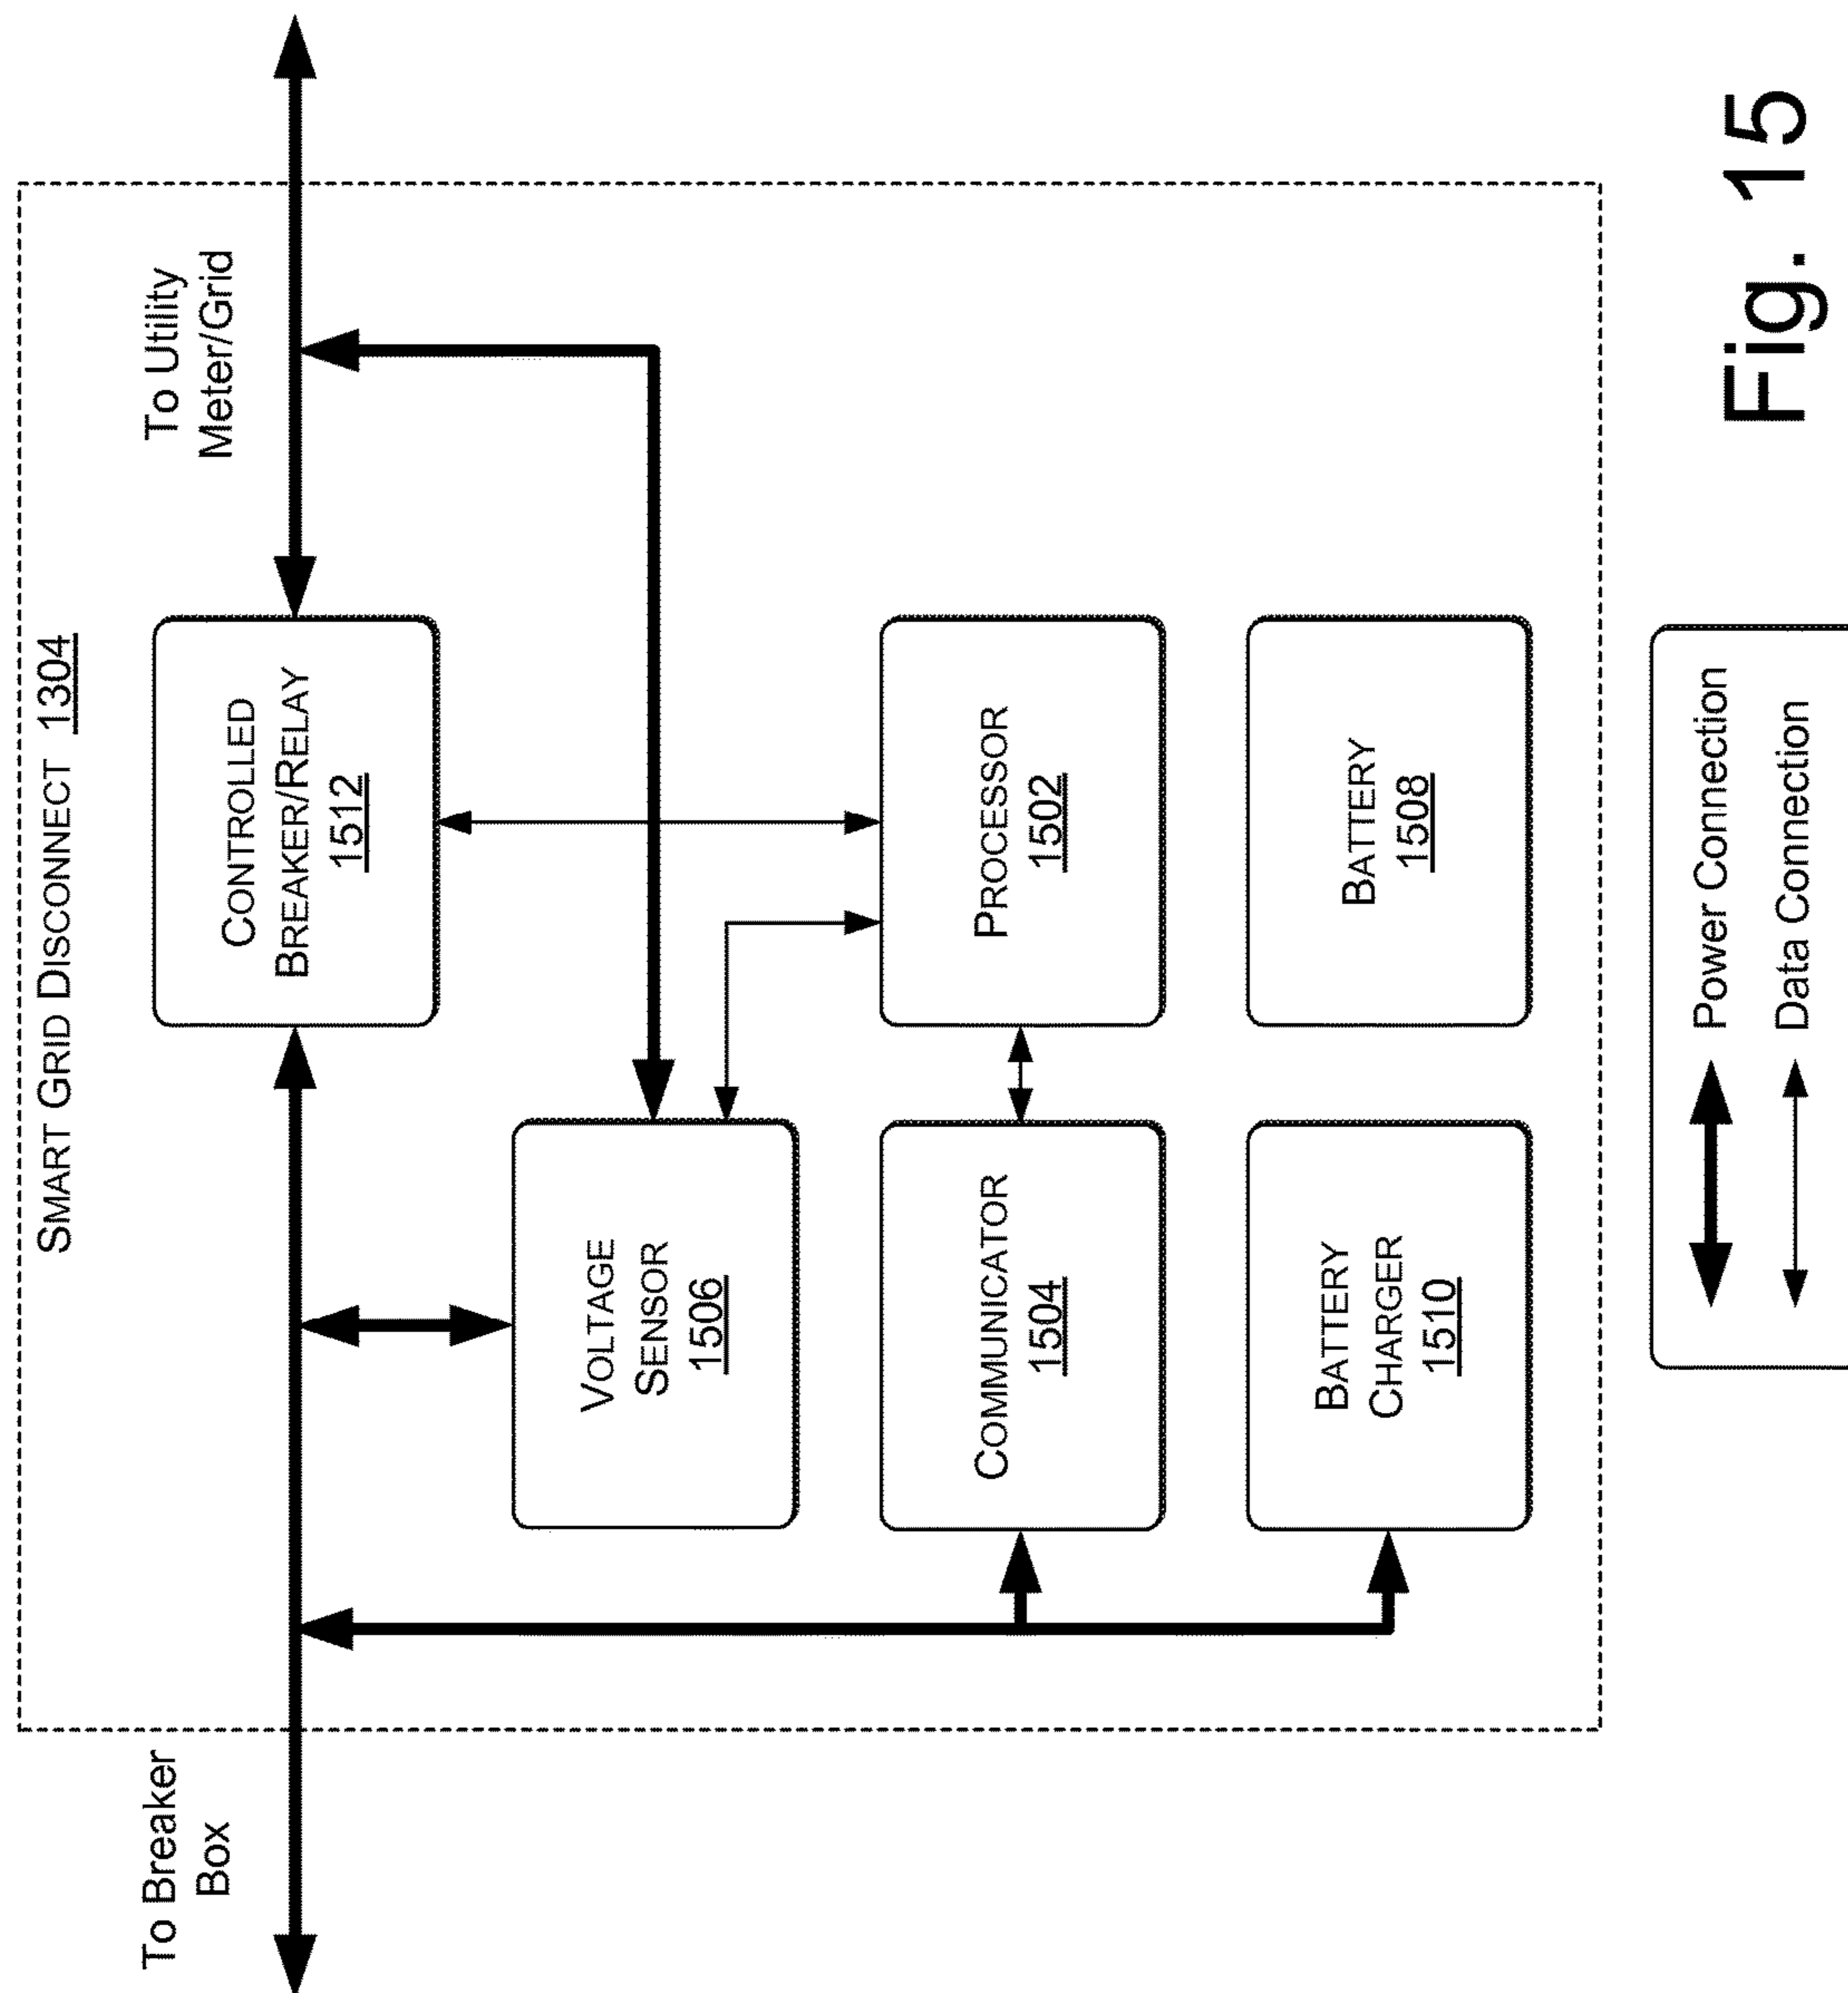 SMART GRID DISCONNECT 1304
To Breaker
Box
To Utility
Meter/Grid
CONTROLLED
BREAKER/RELAY
1512
VOLTAGE
SENSOR
1506
COMMUNICATOR
1504
PROCESSOR
1502
BATTERY
CHARGER
1510
BATTERY
1508
Power Connection
Data Connection
Fig. 15